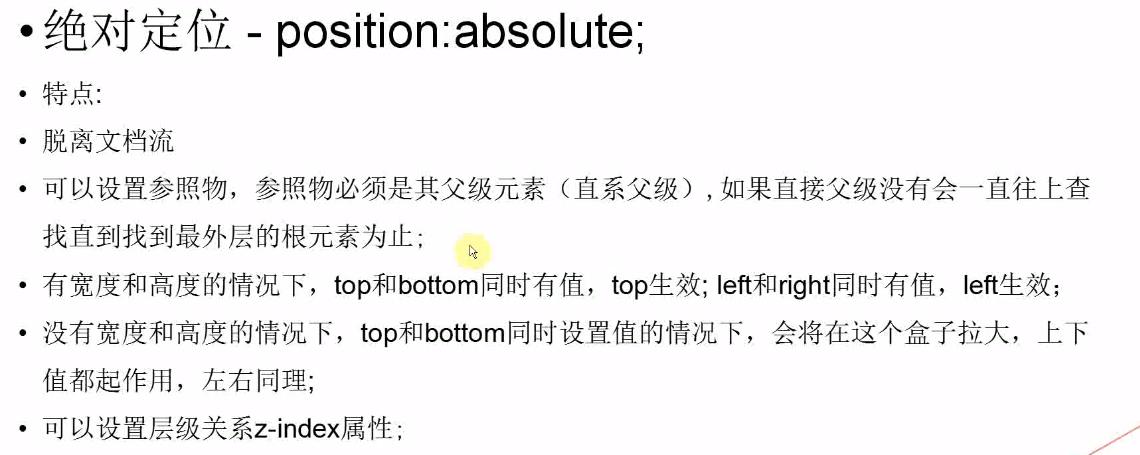 •绝对定位 - position:absolute;
• 特点:
• 脱离文档流
• 可以设置参照物，参照物必须是其父级元素（直系父级）,如果直接父级没有会一直往上查
找直到找到最外层的根元素为止;
• 有宽度和高度的情况下，top和bottom同时有值，top生效; left和right同时有值，left生效；
• 没有宽度和高度的情况下，top和bottom同时设置值的情况下，会将在这个盒子拉大，上下
值都起作用，左右同理;
• 可以设置层级关系z-index属性;